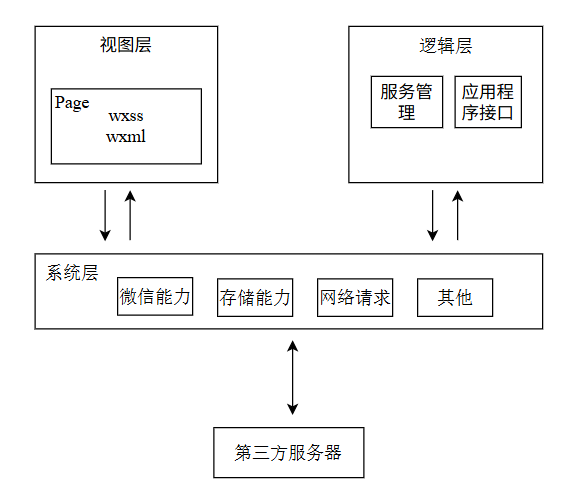 视图层
Page
wxss
wxml
逻辑层
服务管
理
应用程
序接口
系统层
微信能力
存储能力
网络请求
其他
第三方服务器